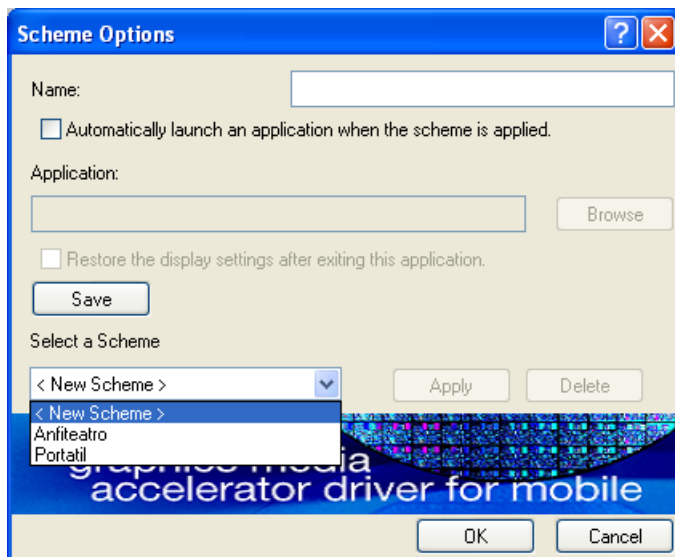 Scheme Options
Name:
Automatically launch an application when the scheme is applied.
Application:
Browse
Restore the display settings after exiting this application.
Save
Select a Scheme
< New Scheme >
Apply
Delete
< New Scheme >
Anfiteatro
Portatil
graphics media
accelerator driver for mobile
OK
Cancel